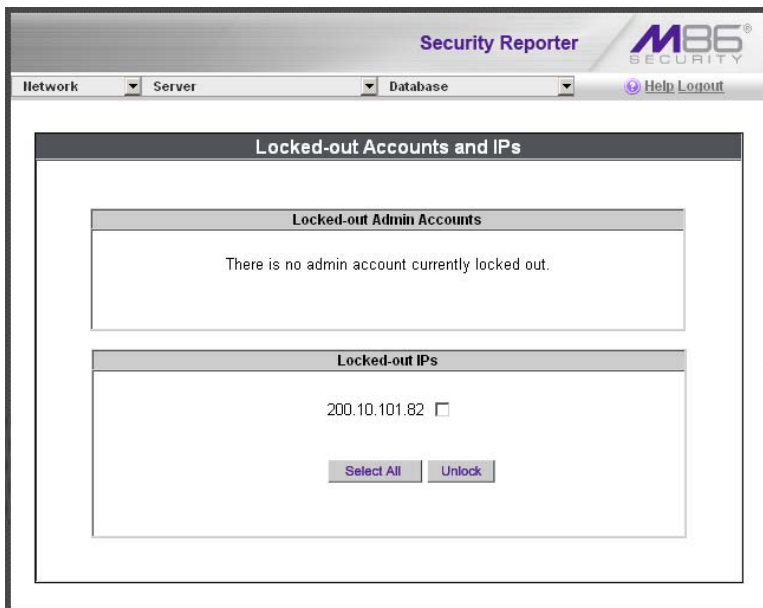 Security Reporter
M86®
SECURITY
Network Server Database Help Logout
Locked-out Accounts and IPs
Locked-out Admin Accounts
There is no admin account currently locked out.
Locked-out IPs
200.10.101.82
Select All Unlock